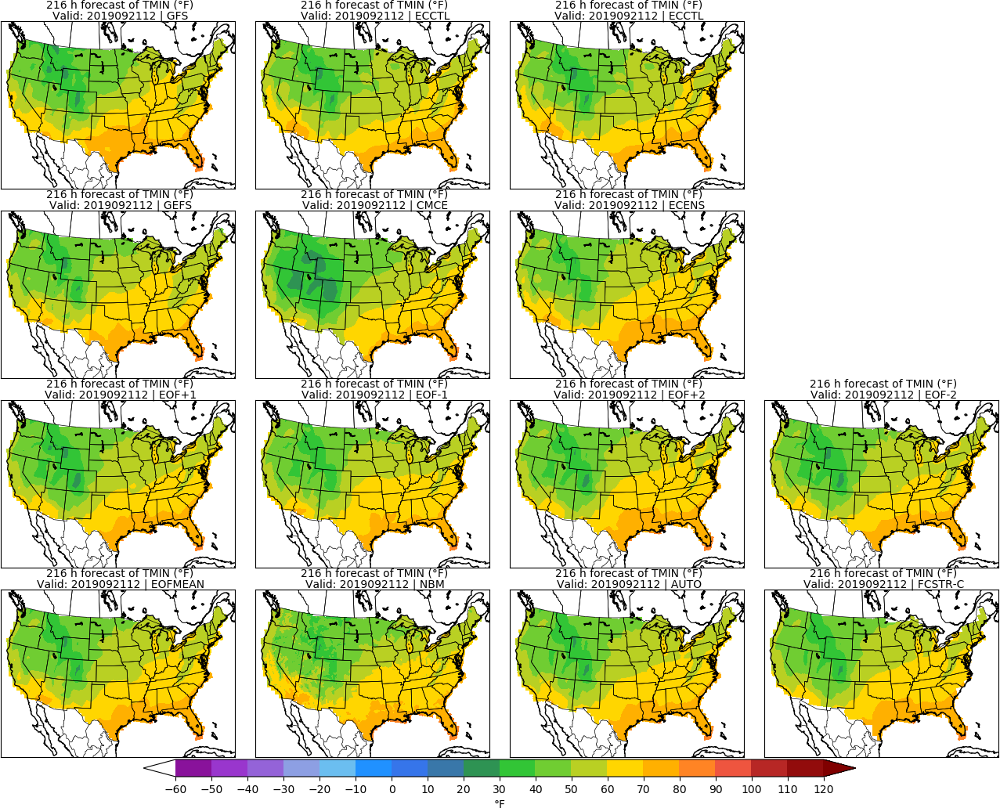 216 h forecast of TMIN (°F)
Valid: 2019092112 | GFS
216 h forecast of TMIN (°F)
Valid: 2019092112 | ECCTL
216 h forecast of TMIN (°F)
Valid: 2019092112 | ECCTL
216 h forecast of TMIN (°F)
Valid: 2019092112 | GEFS
216 h forecast of TMIN (°F)
Valid: 2019092112 | CMCE
216 h forecast of TMIN (°F)
Valid: 2019092112 | ECENS
216 h forecast of TMIN (°F)
Valid: 2019092112 | EOF+1
216 h forecast of TMIN (°F)
Valid: 2019092112 | EOF-1
216 h forecast of TMIN (°F)
Valid: 2019092112 | EOF+2
216 h forecast of TMIN (°F)
Valid: 2019092112 | EOF-2
216 h forecast of TMIN (°F)
Valid: 2019092112 | EOFMEAN
216 h forecast of TMIN (°F)
Valid: 2019092112 | NBM
216 h forecast of TMIN (°F)
Valid: 2019092112 | AUTO
216 h forecast of TMIN (°F)
Valid: 2019092112 | FCSTR-C
−60 −50 −40 −30 −20 −10 0 10 20 30 40 50 60 70 80 90 100 110 120
°F